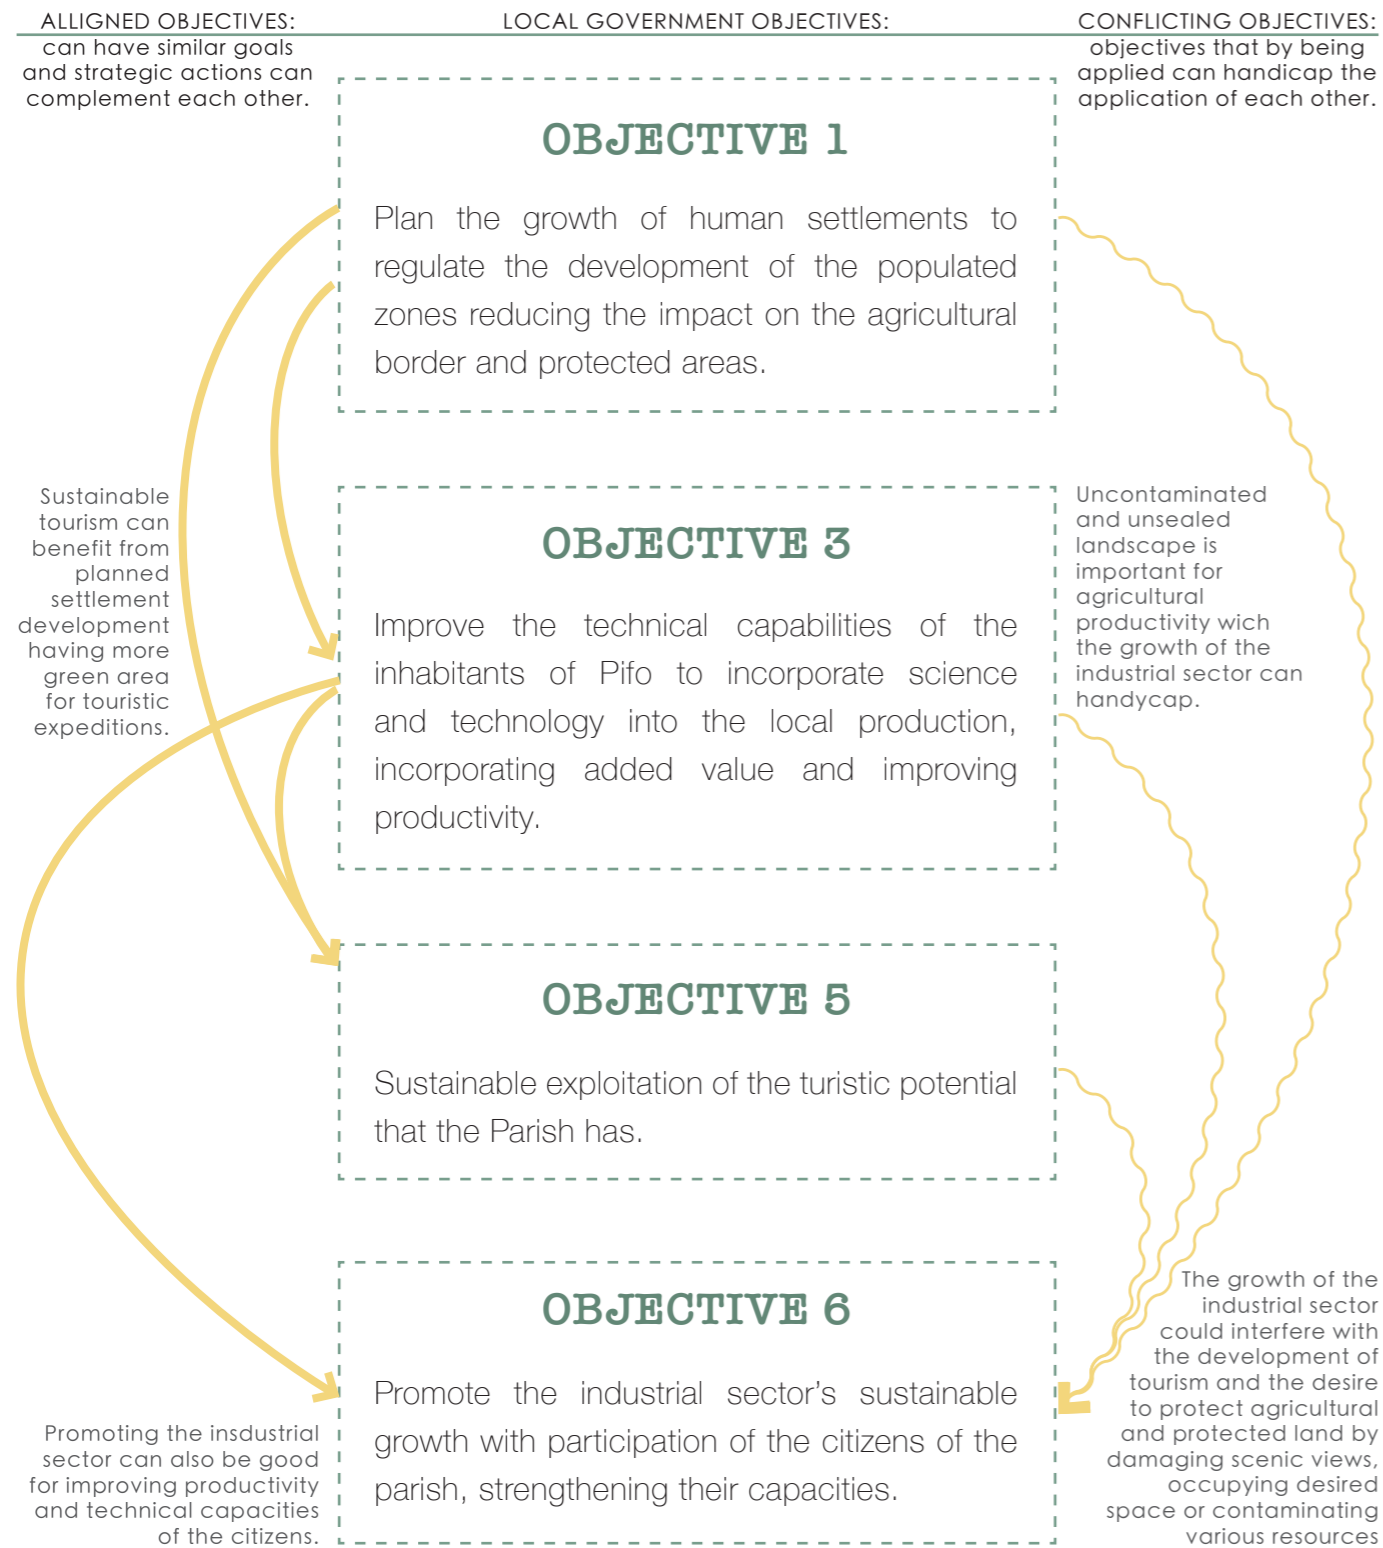 ALLIGNED OBJECTIVES:
can have similar goals
and strategic actions can
complement each other.
LOCAL GOVERNMENT OBJECTIVES:
CONFLICTING OBJECTIVES:
objectives that by being
applied can handicap the
application of each other.
OBJECTIVE 1
Plan the growth of human settlements to
regulate the development of the populated
zones reducing the impact on the agricultural
border and protected areas.
Sustainable
tourism can
benefit from
planned
settlement
development
having more
green area
for touristic
expeditions.
OBJECTIVE 3
Improve the technical capabilities of the
inhabitants of Pifo to incorporate science
and technology into the local production,
incorporating added value and improving
productivity.
Uncontaminated
and unsealed
landscape is
important for
agricultural
productivity wich
the growth of the
industrial sector can
handycap.
OBJECTIVE 5
Sustainable exploitation of the turistic potential
that the Parish has.
OBJECTIVE 6
Promote the industrial sector's sustainable
growth with participation of the citizens of the
parish, strengthening their capacities.
Promoting the insdustrial
sector can also be good
for improving productivity
and technical capacities
of the citizens.
The growth of the
industrial sector
could interfere with
the development of
tourism and the desire
to protect agricultural
and protected land by
damaging scenic views,
occupying desired
space or contaminating
various resources